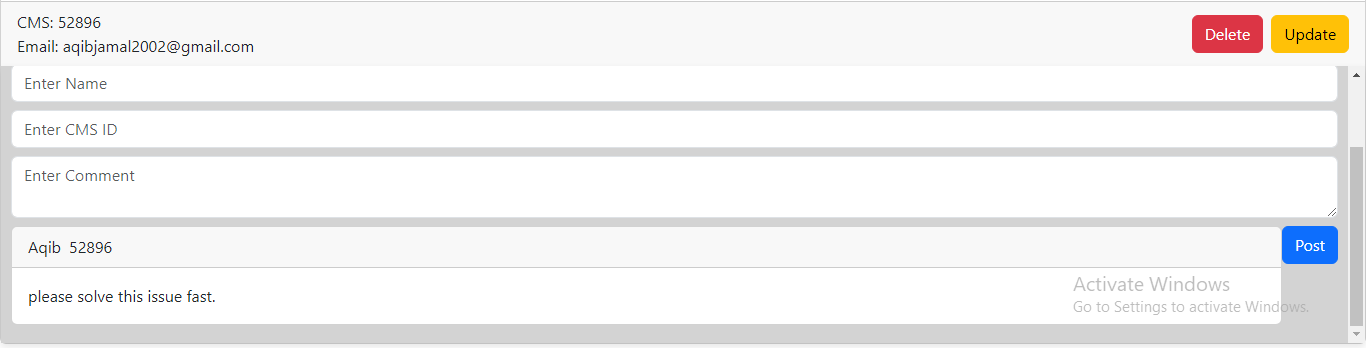 CMS: 52896
Email: aqibjamal2002@gmail.com
Delete
Update
Enter Name
Enter CMS ID
Enter Comment
Aqib 52896
Post
please solve this issue fast.
Activate Windows
Go to Settings to activate Windows.